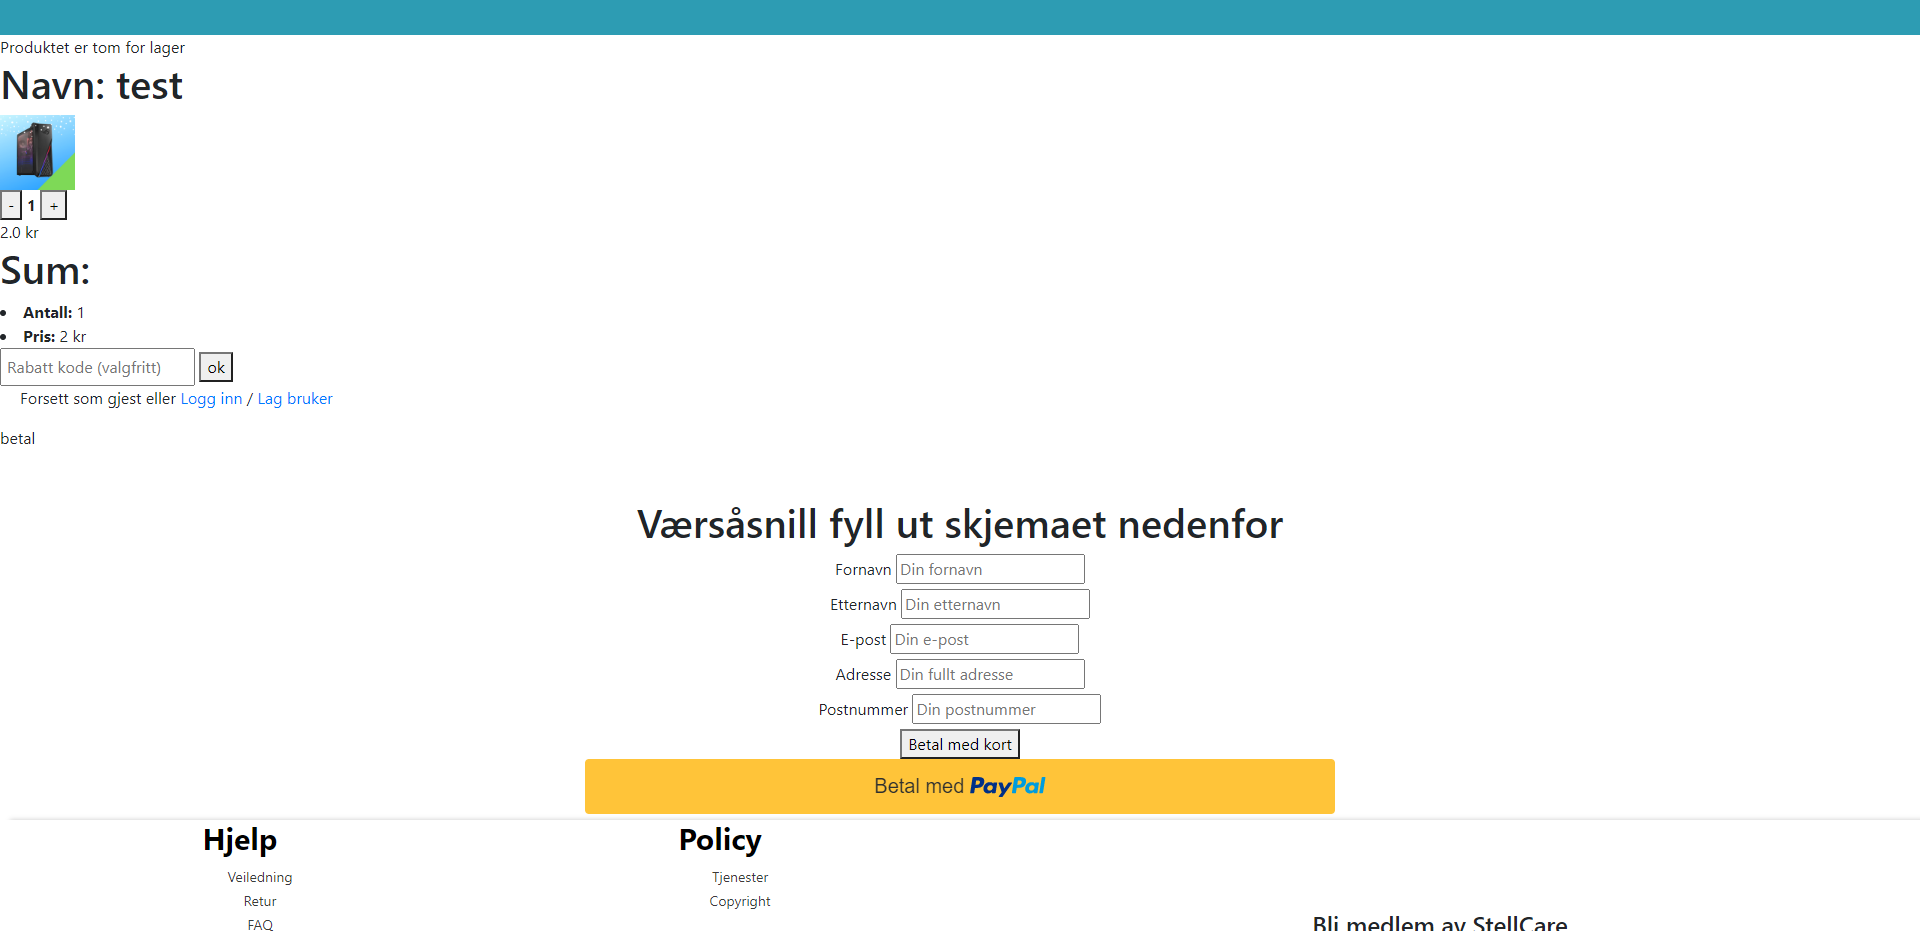 Produktet er tom for lager
Navn: test
- 1 +
2.0 kr
Sum:
Antall: 1
Pris: 2 kr
Rabatt kode (valgfritt) ok
Forsett som gjest eller Logg inn / Lag bruker
betal
Værsåsnill fyll ut skjemaet nedenfor
Fornavn Din fornavn
Etternavn Din etternavn
E-post Din e-post
Adresse Din fullt adresse
Postnummer Din postnummer
Betal med kort
Betal med PayPal
Hjelp
Veiledning
Retur
FAQ
Policy
Tjenester
Copyright
Bli medlem av StellCare